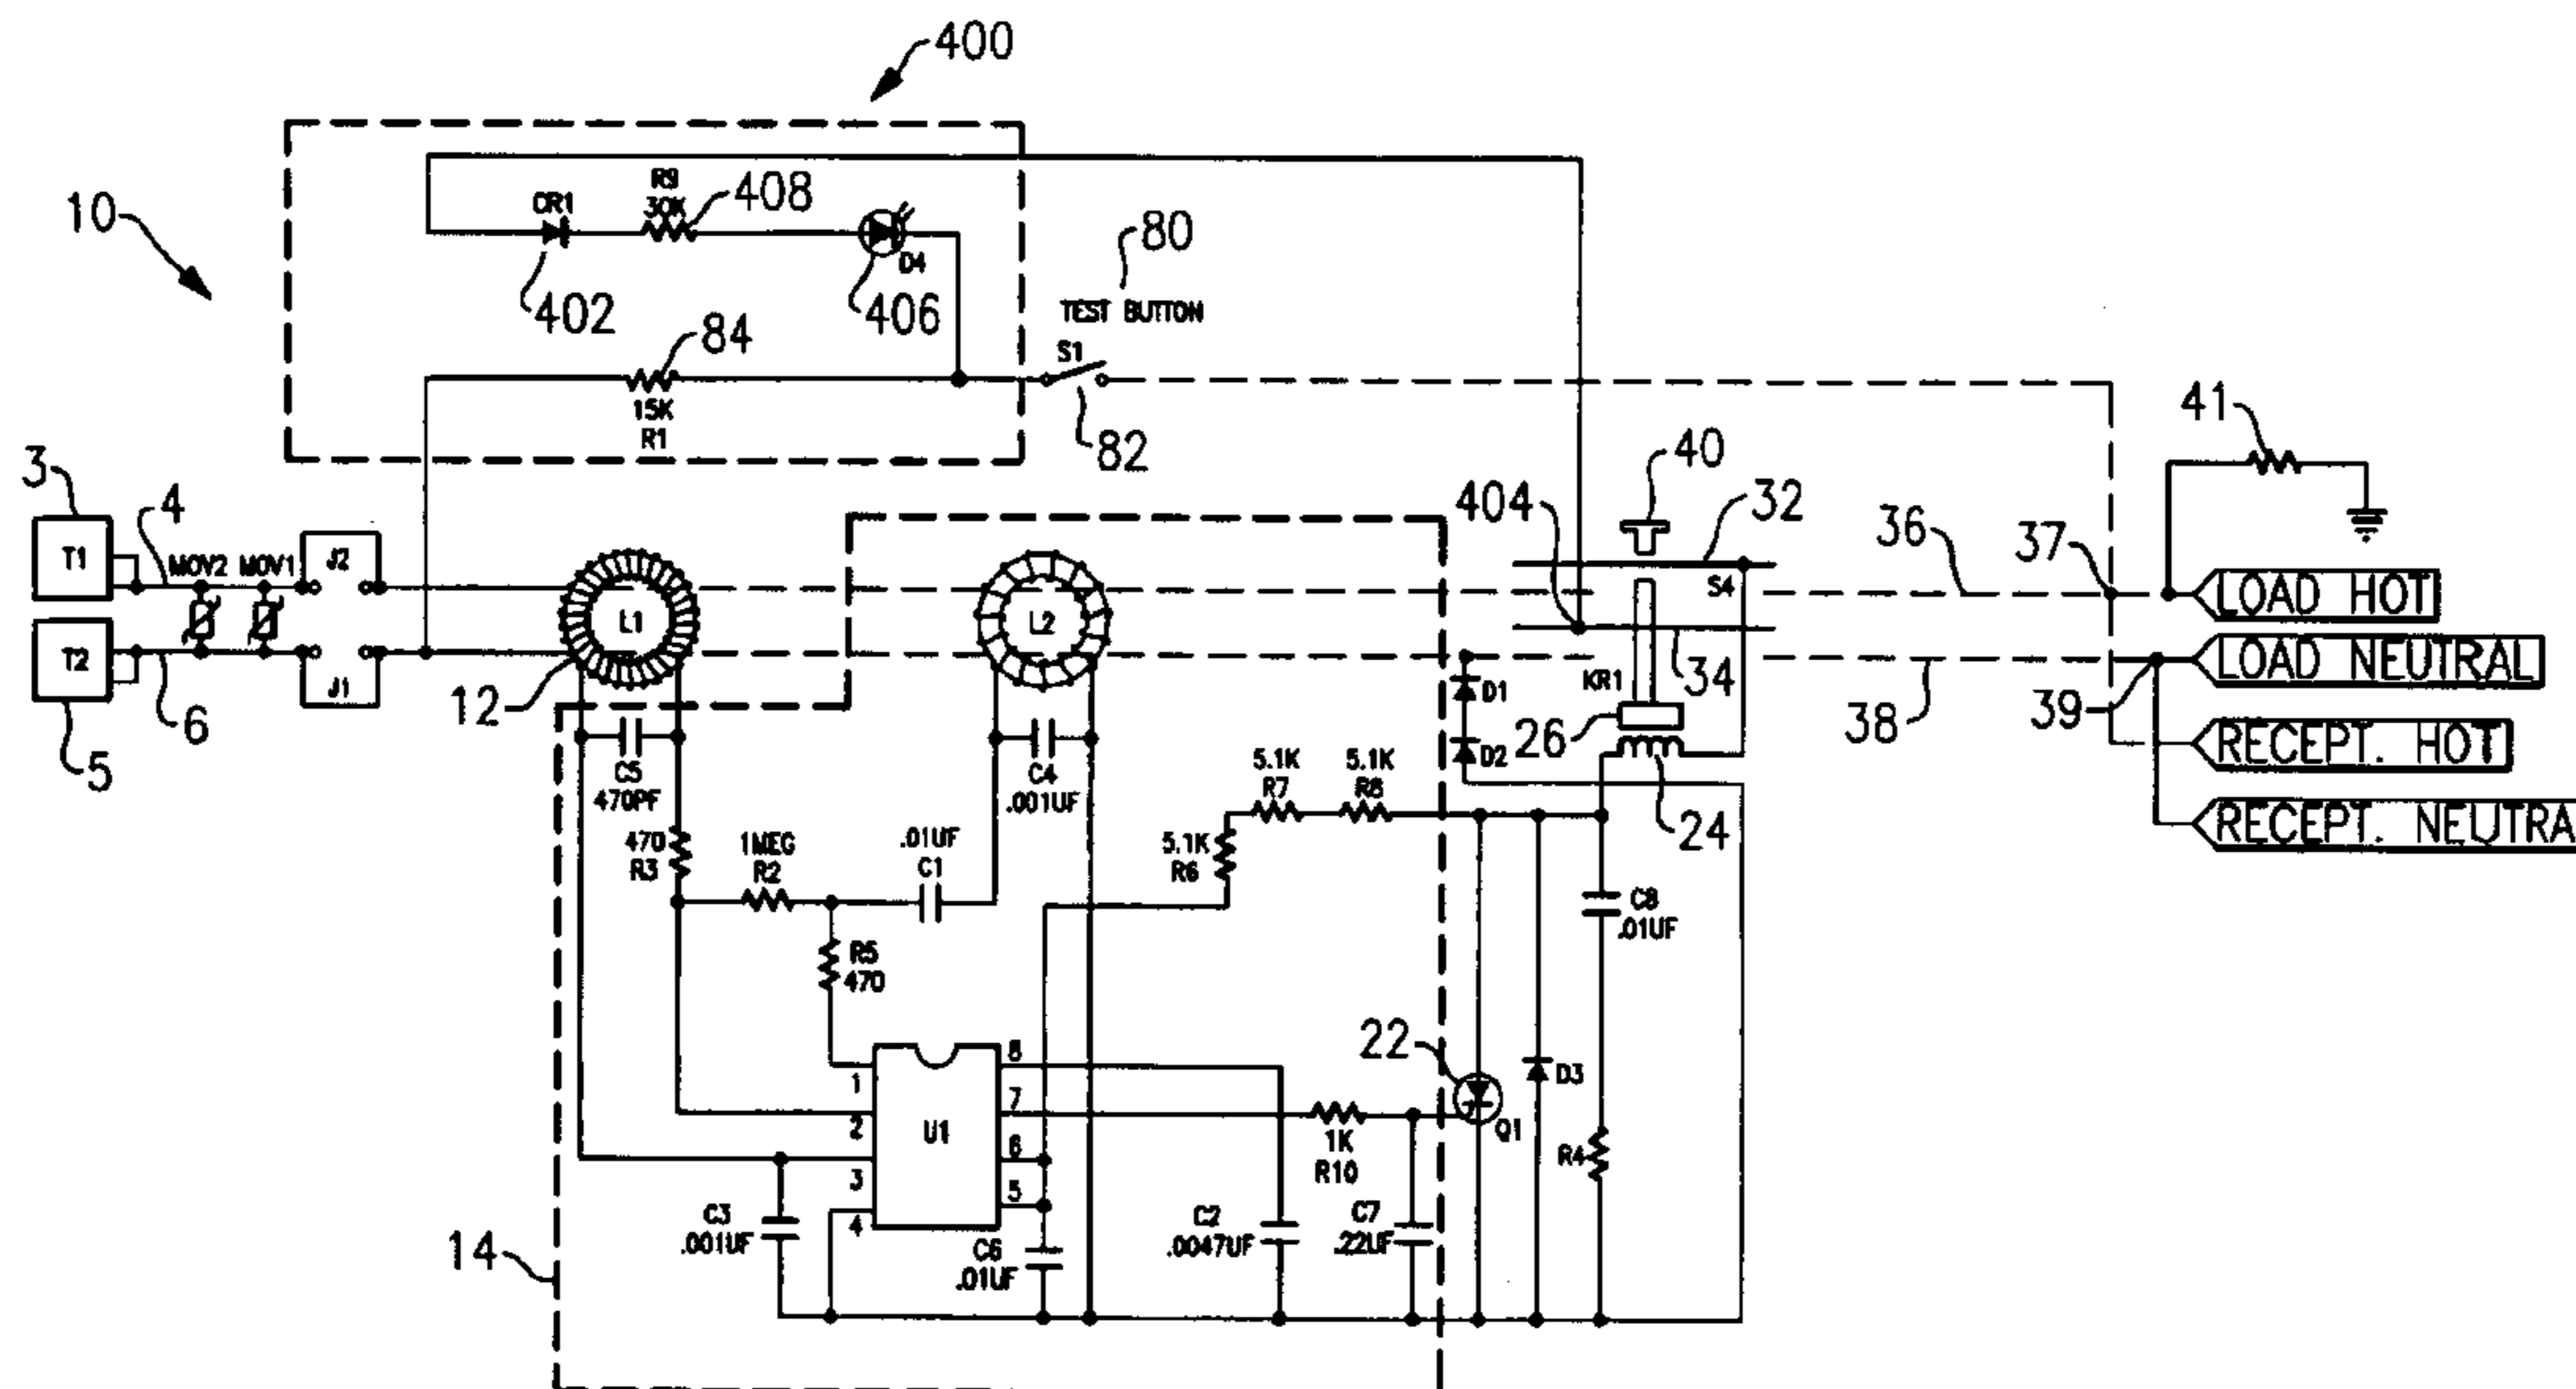 400
10
CR1
R9
30K
408
402
D4
406
80
TEST BUTTON
84
15K
R1
S1
82
3
T1
4
MOV2 MOV1
J2
T2
5
6
J1
12
L1
L2
404
40
32
S4
34
KR1
26
24
36
37
41
38
39
LOAD HOT
LOAD NEUTRAL
RECEPT. HOT
RECEPT. NEUTRA
D1
D2
C5
470PF
C4
.001UF
470
R3
1MEG
R2
.01UF
C1
5.1K
R7
5.1K
R8
5.1K
R6
R5
470
C8
.01UF
22
Q1
D3
R4
U1
1
2
3
4
8
7
6
5
1K
R10
C3
.001UF
C6
.01UF
C2
.0047UF
C7
.22UF
14